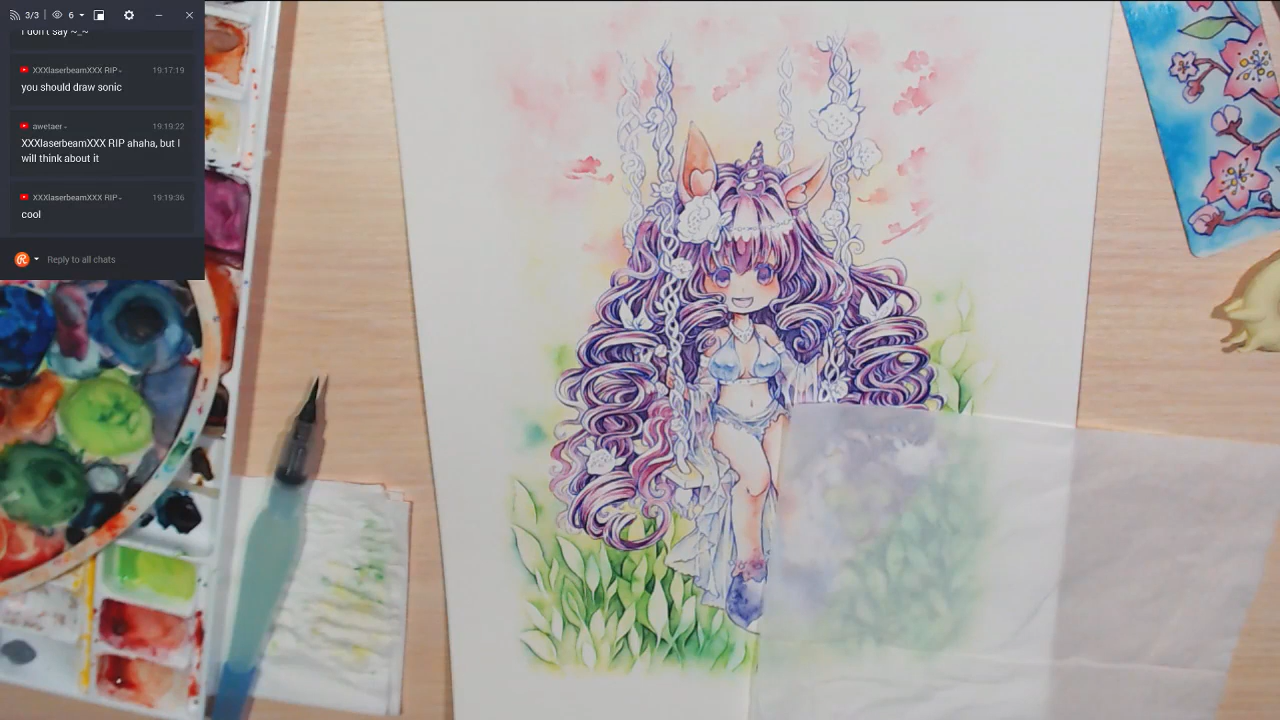 3/3 6
I don't say ~_~
XXXlaserbeamXXX RIP 19:17:19
you should draw sonic
awetaer 19:19:22
XXXlaserbeamXXX RIP ahaha, but I
will think about it
XXXlaserbeamXXX RIP 19:19:36
cool
Reply to all chats